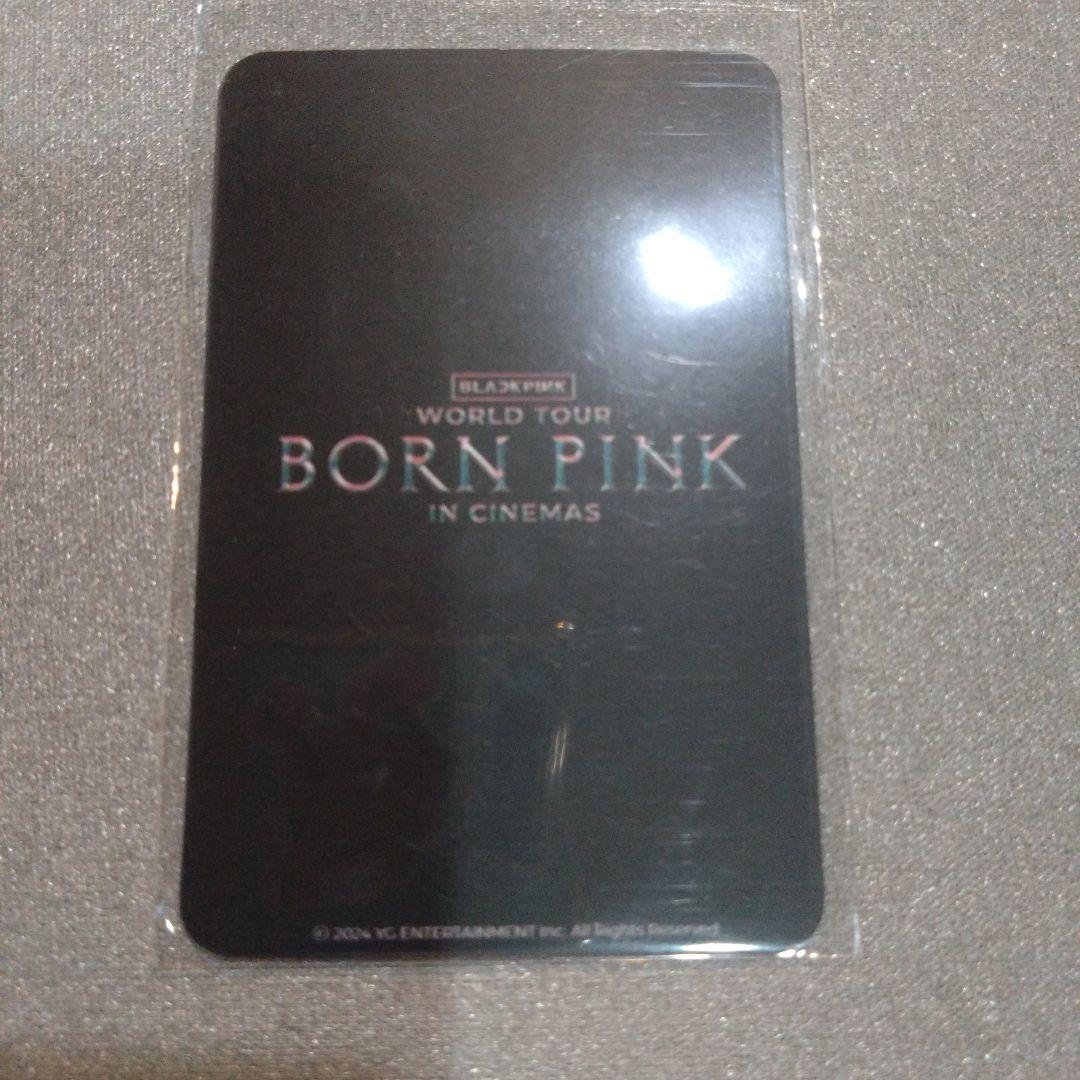 BLACKPINK
WORLD TOUR
BORN PINK
IN CINEMAS
© 2024 YG ENTERTAINMENT Inc. All Rights Reserved.